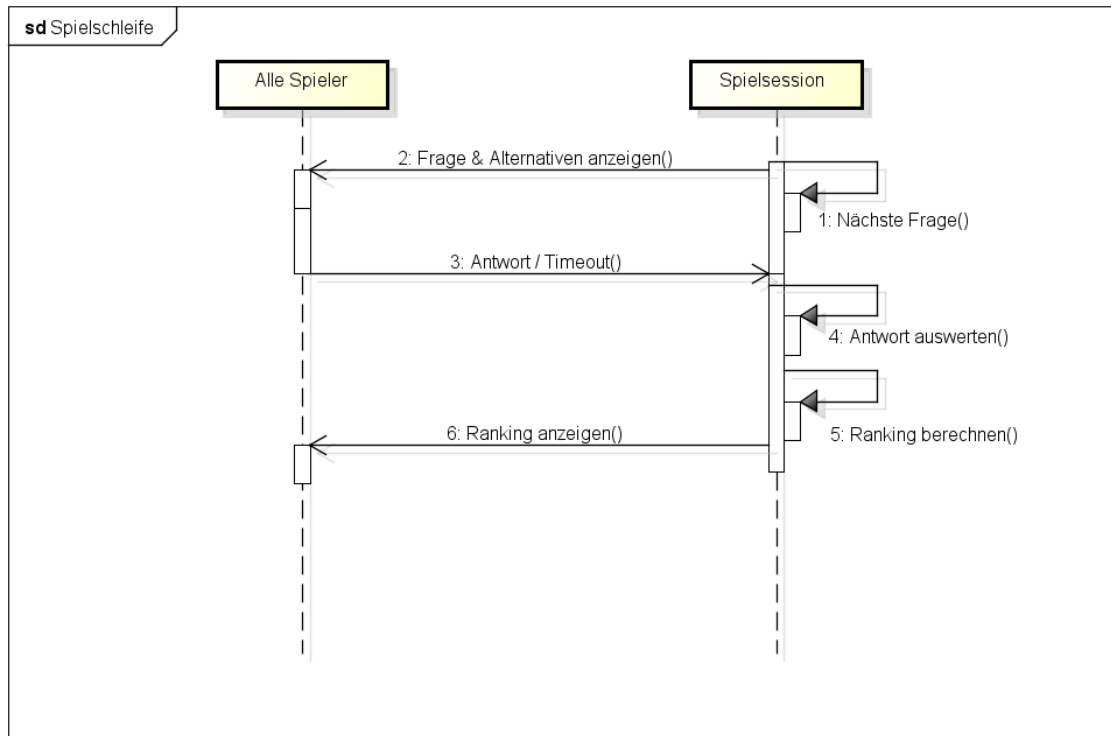 sd Spielschleife
Alle Spieler
Spielsession
2: Frage & Alternativen anzeigen()
1: Nächste Frage()
3: Antwort / Timeout()
4: Antwort auswerten()
5: Ranking berechnen()
6: Ranking anzeigen()